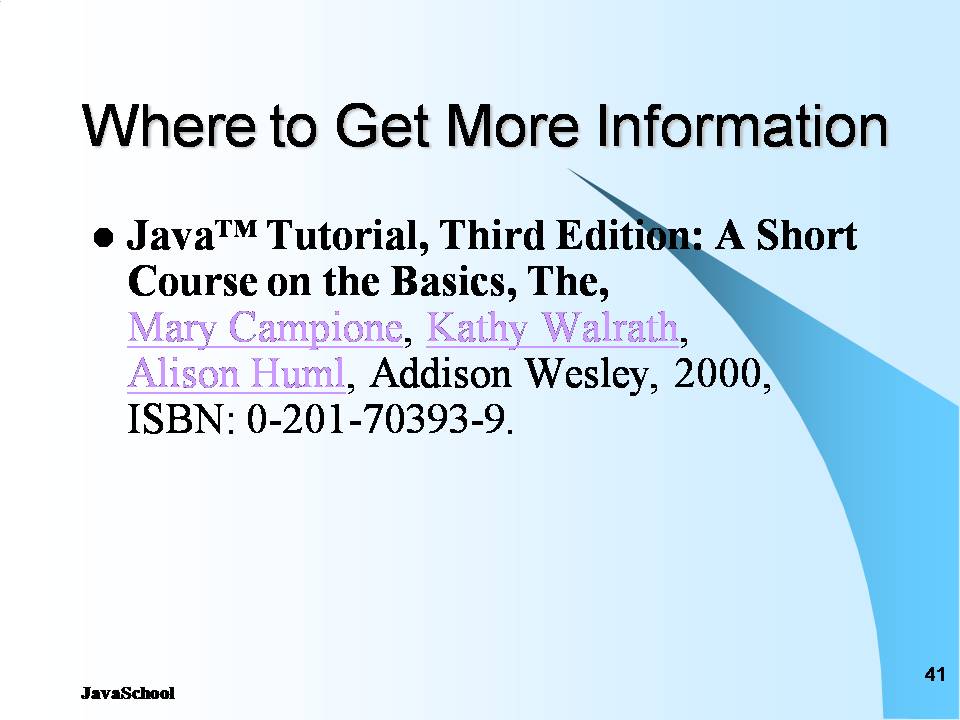 Where to Get More Information
● Java™ Tutorial, Third Edition: A Short
Course on the Basics, The,
Mary Campione, Kathy Walrath,
Alison Huml, Addison Wesley, 2000,
ISBN: 0-201-70393-9.
JavaSchool
41